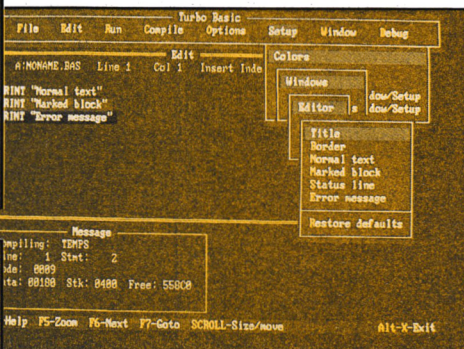 Turbo Basic
File Edit Run Compile Options Setup Window Debug
Edit
A:NONAME.BAS Line 1 Col 1 Insert Inde
RINT "Normal text"
RINT "Marked block"
RINT "Error message"
Colors
Windows
dow/Setup
Editor s dow/Setup
Title
Border
Normal text
Marked block
Status line
Error message
Restore defaults
Message
ompiling: TEMPS
ine: 1 Stmt: 2
ode: 0009
ata: 00180 Stk: 0400 Free: 558C0
Help F5-Zoom F6-Next F7-Goto SCROLL-Size/move Alt-X-Exit